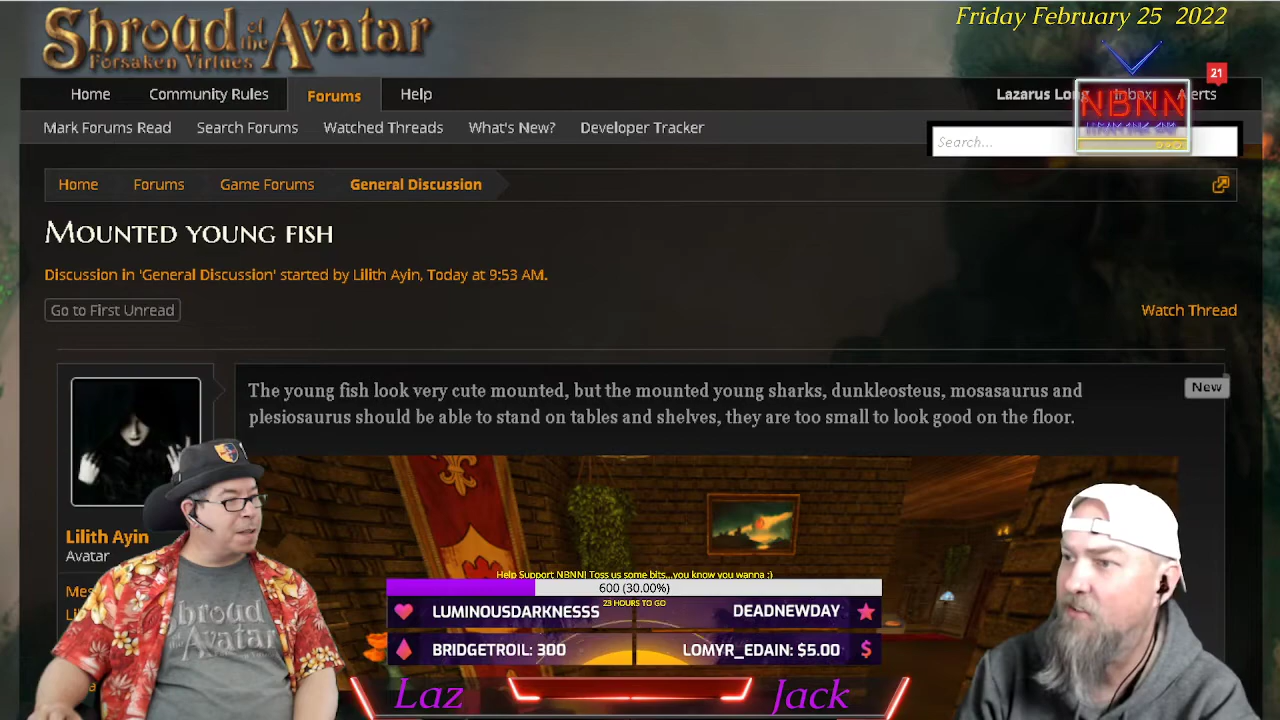 Shroud of the Avatar
Forsaken Virtues
Friday February 25 2022
21
Home Community Rules Forums Help
Lazarus Long Inbox Alerts
NBNN
Mark Forums Read Search Forums Watched Threads What's New? Developer Tracker
Search...
Home Forums Game Forums General Discussion
Mounted young fish
Discussion in 'General Discussion' started by Lilith Ayin, Today at 9:53 AM.
Go to First Unread
Watch Thread
The young fish look very cute mounted, but the mounted young sharks, dunkleosteus, mosasaurus and
plesiosaurus should be able to stand on tables and shelves, they are too small to look good on the floor.
New
Lilith Ayin
Avatar
Shroud
of the
Avatar
Help Support NBNN! Toss us some bits...you know you wanna :)
600 (30.00%)
23 HOURS TO GO
LUMINOUSDARKNESSS DEADNEWDAY
BRIDGETROIL: 300 LOMYR_EDAIN: $5.00
Laz Jack